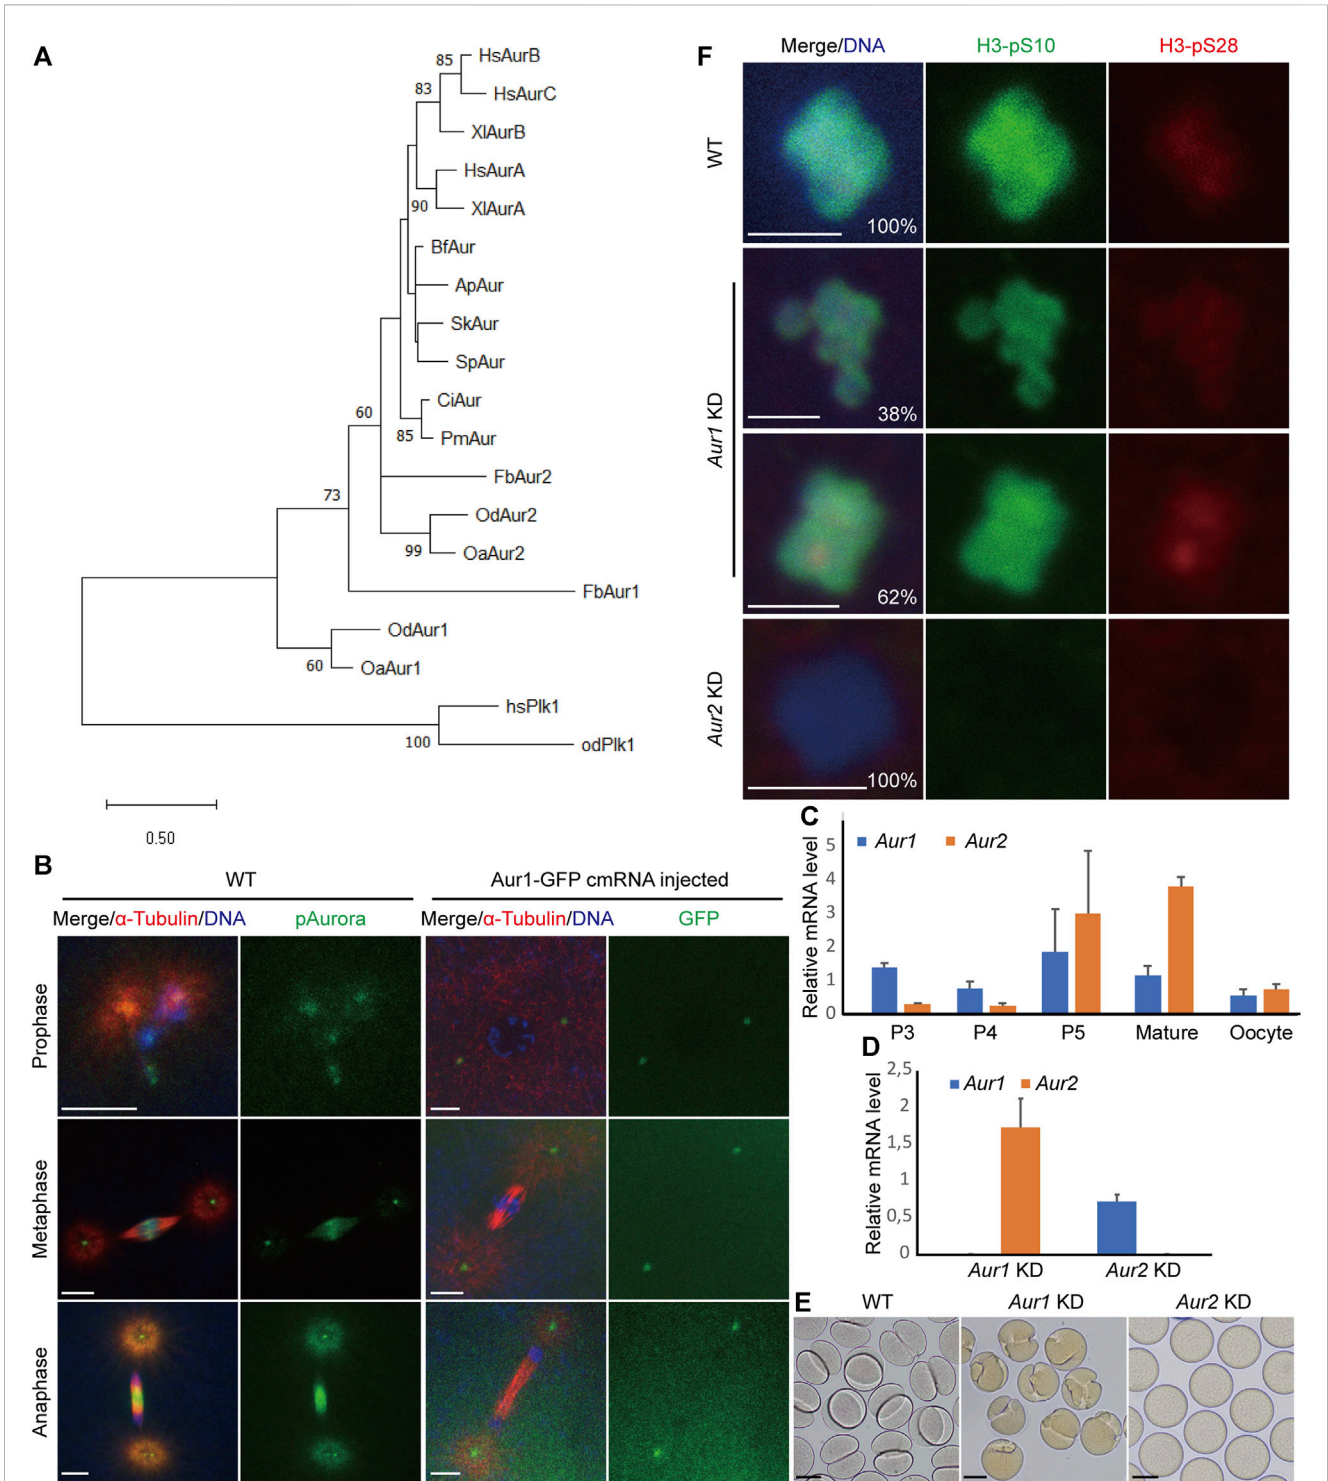 A
HsAurB
HsAurC
XlAurB
HsAurA
XlAurA
BfAur
ApAur
SkAur
SpAur
CiAur
PmAur
FbAur2
OdAur2
OaAur2
FbAur1
OdAur1
OaAur1
hsPlk1
odPlk1
85
83
90
85
60
99
73
60
100
0.50
F
Merge/DNA H3-pS10 H3-pS28
WT
100%
Aur1 KD
38%
62%
Aur2 KD
100%
B
WT Aur1-GFP cmRNA injected
Merge/α-Tubulin/DNA pAurora Merge/α-Tubulin/DNA GFP
Prophase
Metaphase
Anaphase
C
Relative mRNA level
Aur1 Aur2
5
4
3
2
1
0
P3 P4 P5 Mature Oocyte
D
Relative mRNA level
Aur1 Aur2
2,5
2
1,5
1
0,5
0
Aur1 KD Aur2 KD
E
WT Aur1 KD Aur2 KD